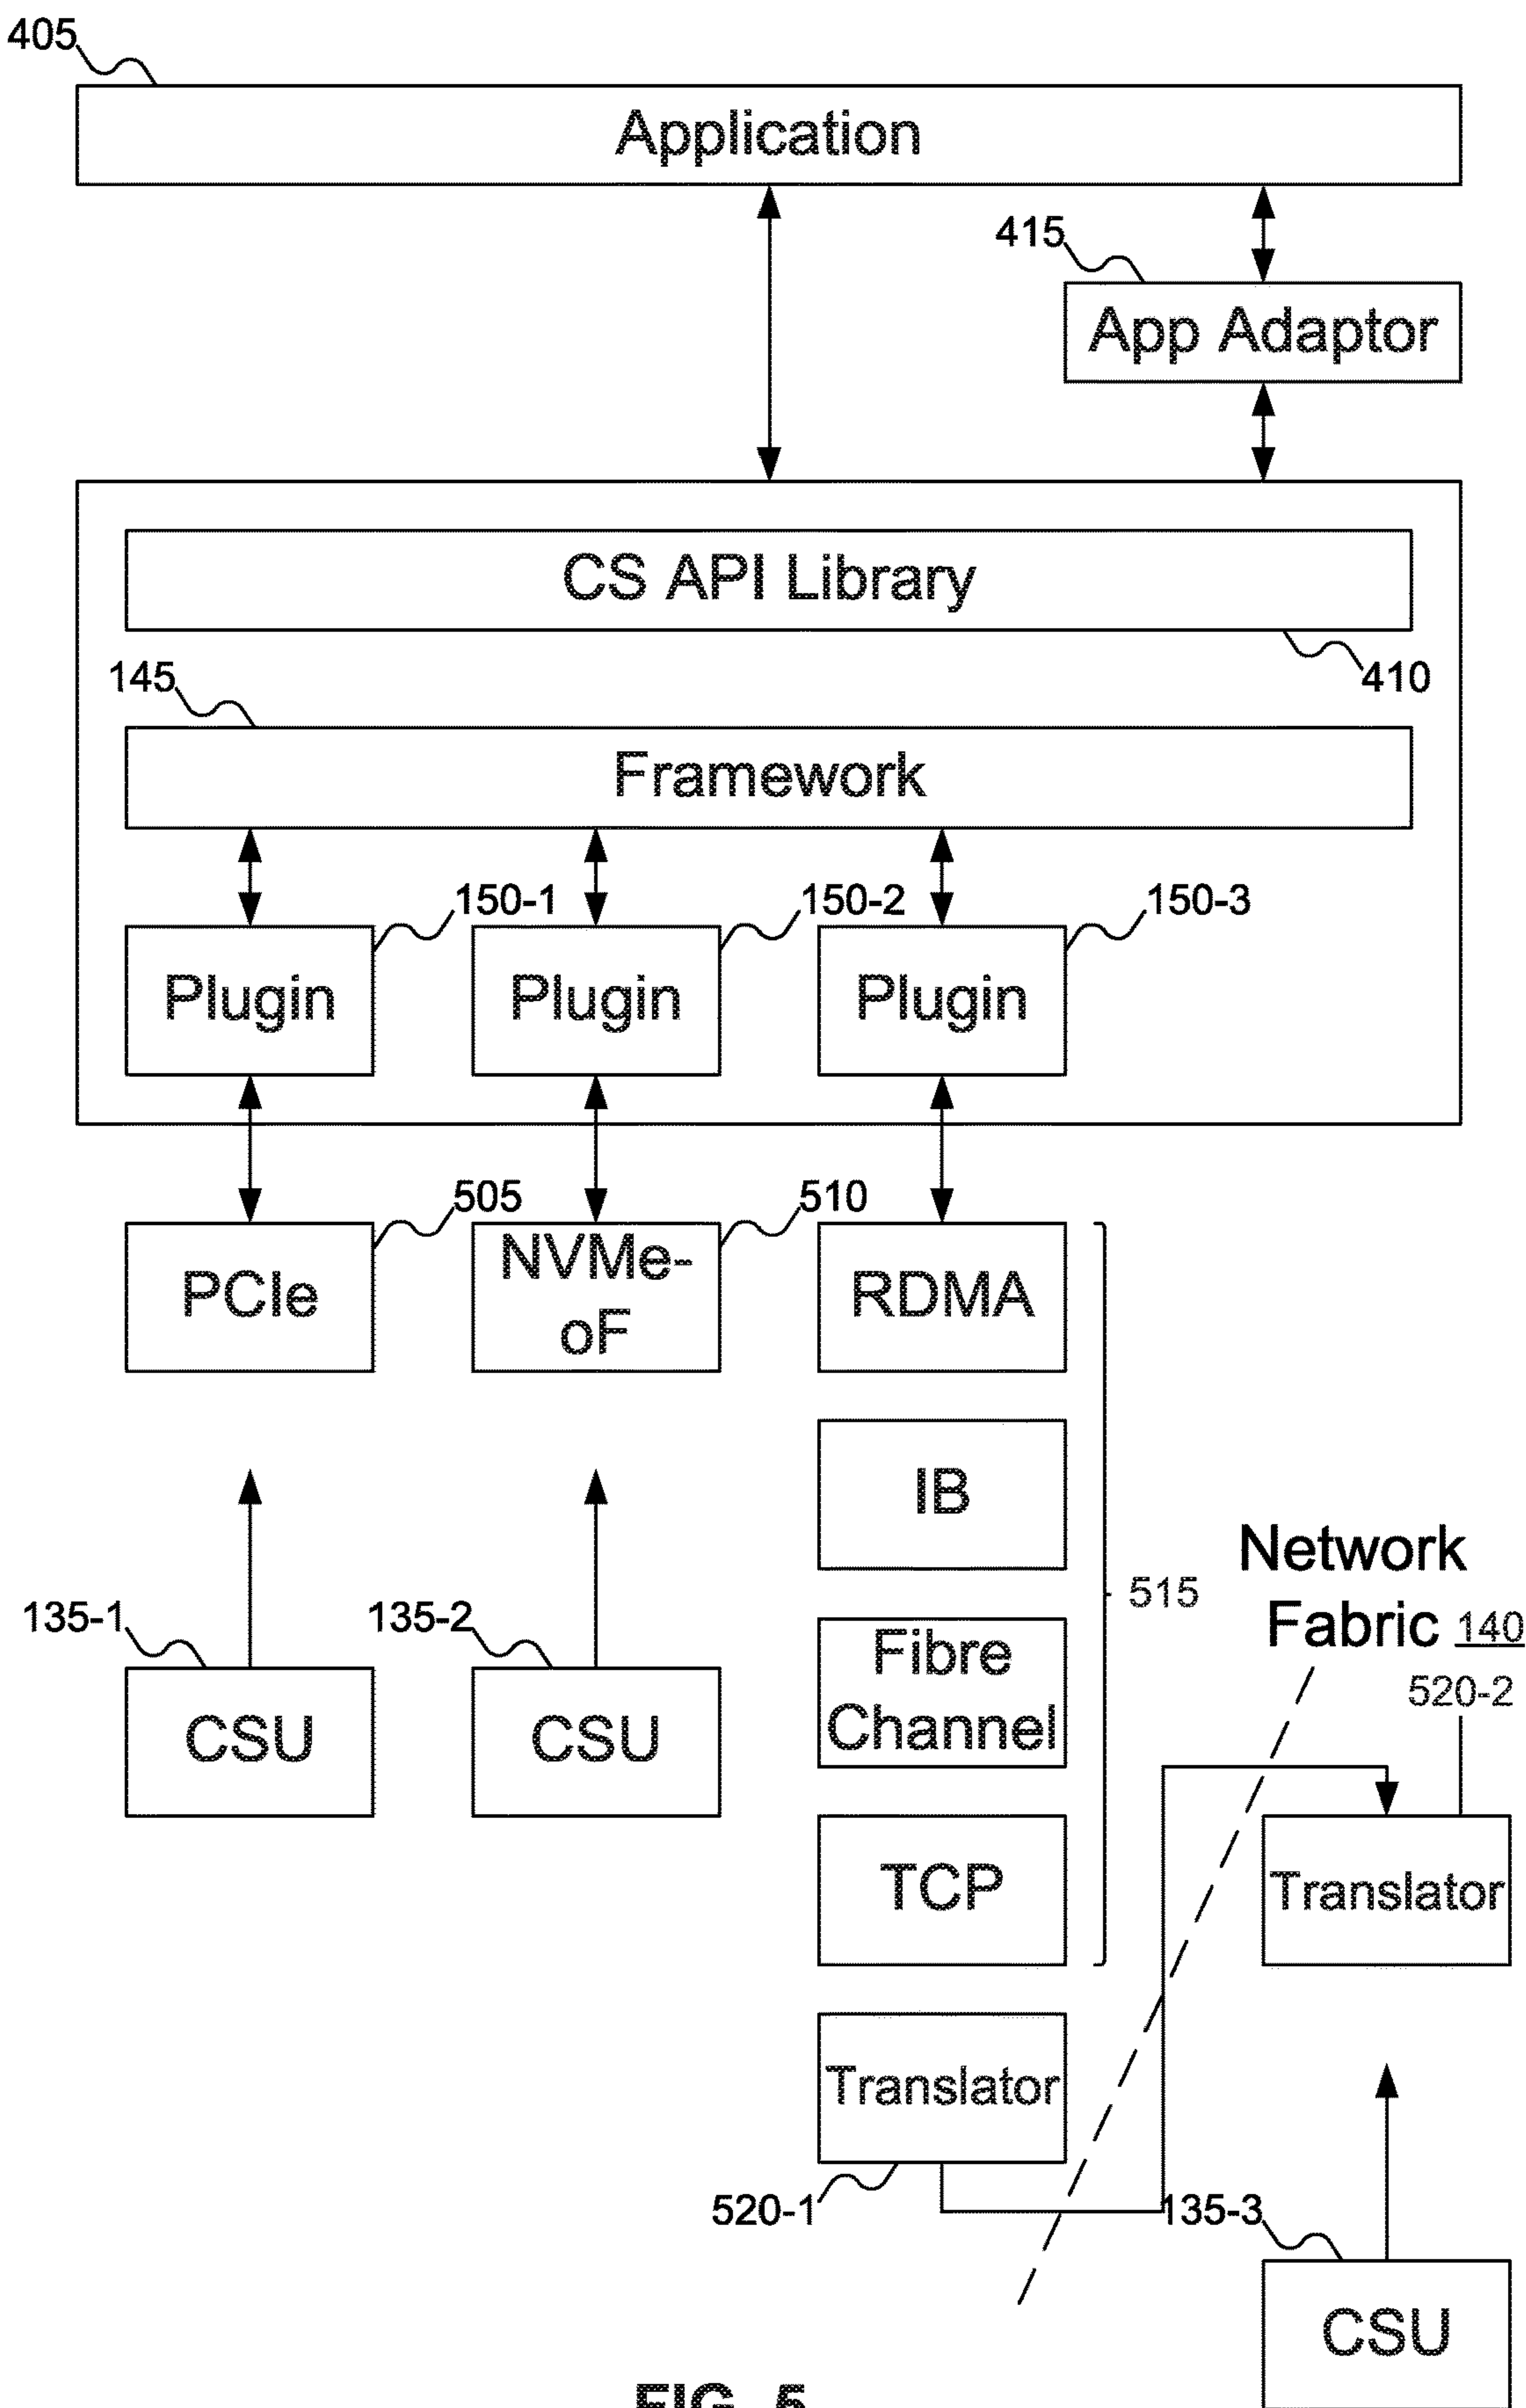 405
Application
415
App Adaptor
CS API Library
410
145
Framework
150-1
150-2
150-3
Plugin
Plugin
Plugin
505
510
PCIe
NVMe-
oF
RDMA
IB
Network
Fabric 140
515
135-1
135-2
Fibre
Channel
520-2
CSU
CSU
TCP
Translator
Translator
520-1
135-3
CSU
FIG. 5